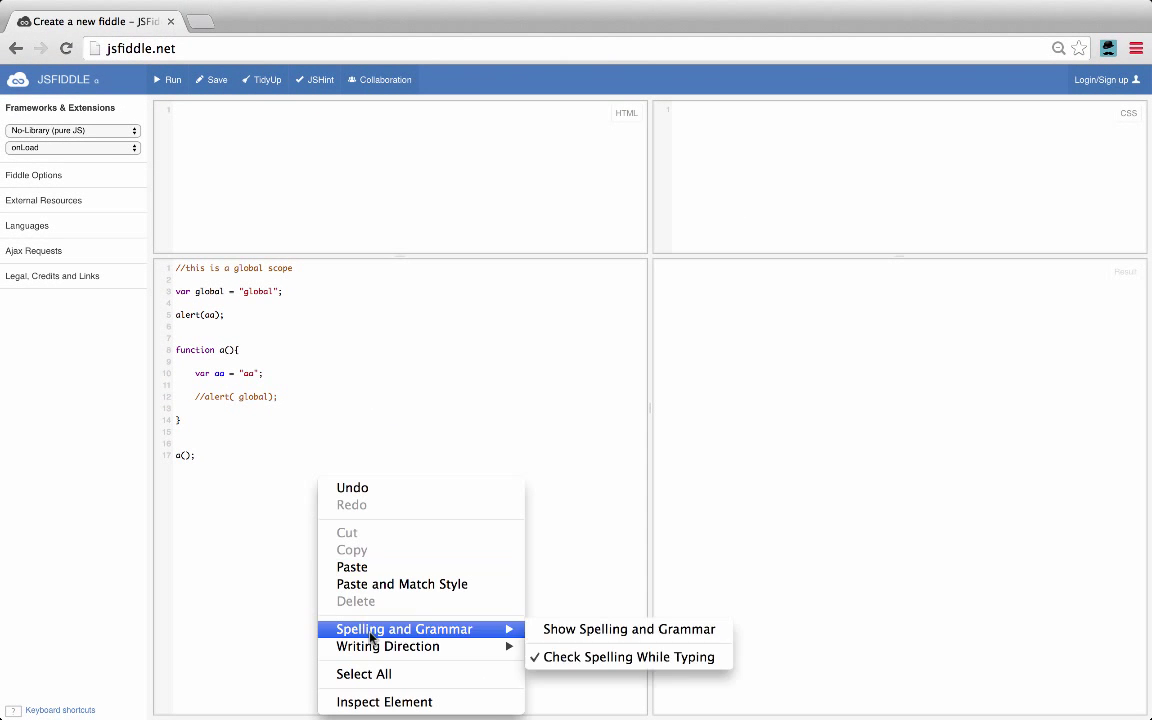 Create a new fiddle – JSFid
jsfiddle.net
JSFIDDLE α
Run
Save
TidyUp
JSHint
Collaboration
Login/Sign up
Frameworks & Extensions
No-Library (pure JS)
onLoad
Fiddle Options
External Resources
Languages
Ajax Requests
Legal, Credits and Links
1
HTML
1
CSS
1 //this is a global scope
2
3 var global = "global";
4
5 alert(aa);
6
7
8 function a(){
9
10 var aa = "aa";
11
12 //alert( global);
13
14 }
15
16
17 a();
Result
Undo
Redo
Cut
Copy
Paste
Paste and Match Style
Delete
Spelling and Grammar
Show Spelling and Grammar
Writing Direction
✓ Check Spelling While Typing
Select All
Inspect Element
? Keyboard shortcuts